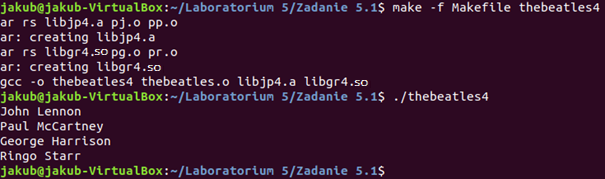 jakub@jakub-VirtualBox:~/Laboratorium 5/Zadanie 5.1$ make -f Makefile thebeatles4
ar rs libjp4.a pj.o pp.o
ar: creating libjp4.a
ar rs libgr4.so pg.o pr.o
ar: creating libgr4.so
gcc -o thebeatles4 thebeatles.o libjp4.a libgr4.so
jakub@jakub-VirtualBox:~/Laboratorium 5/Zadanie 5.1$ ./thebeatles4
John Lennon
Paul McCartney
George Harrison
Ringo Starr
jakub@jakub-VirtualBox:~/Laboratorium 5/Zadanie 5.1$